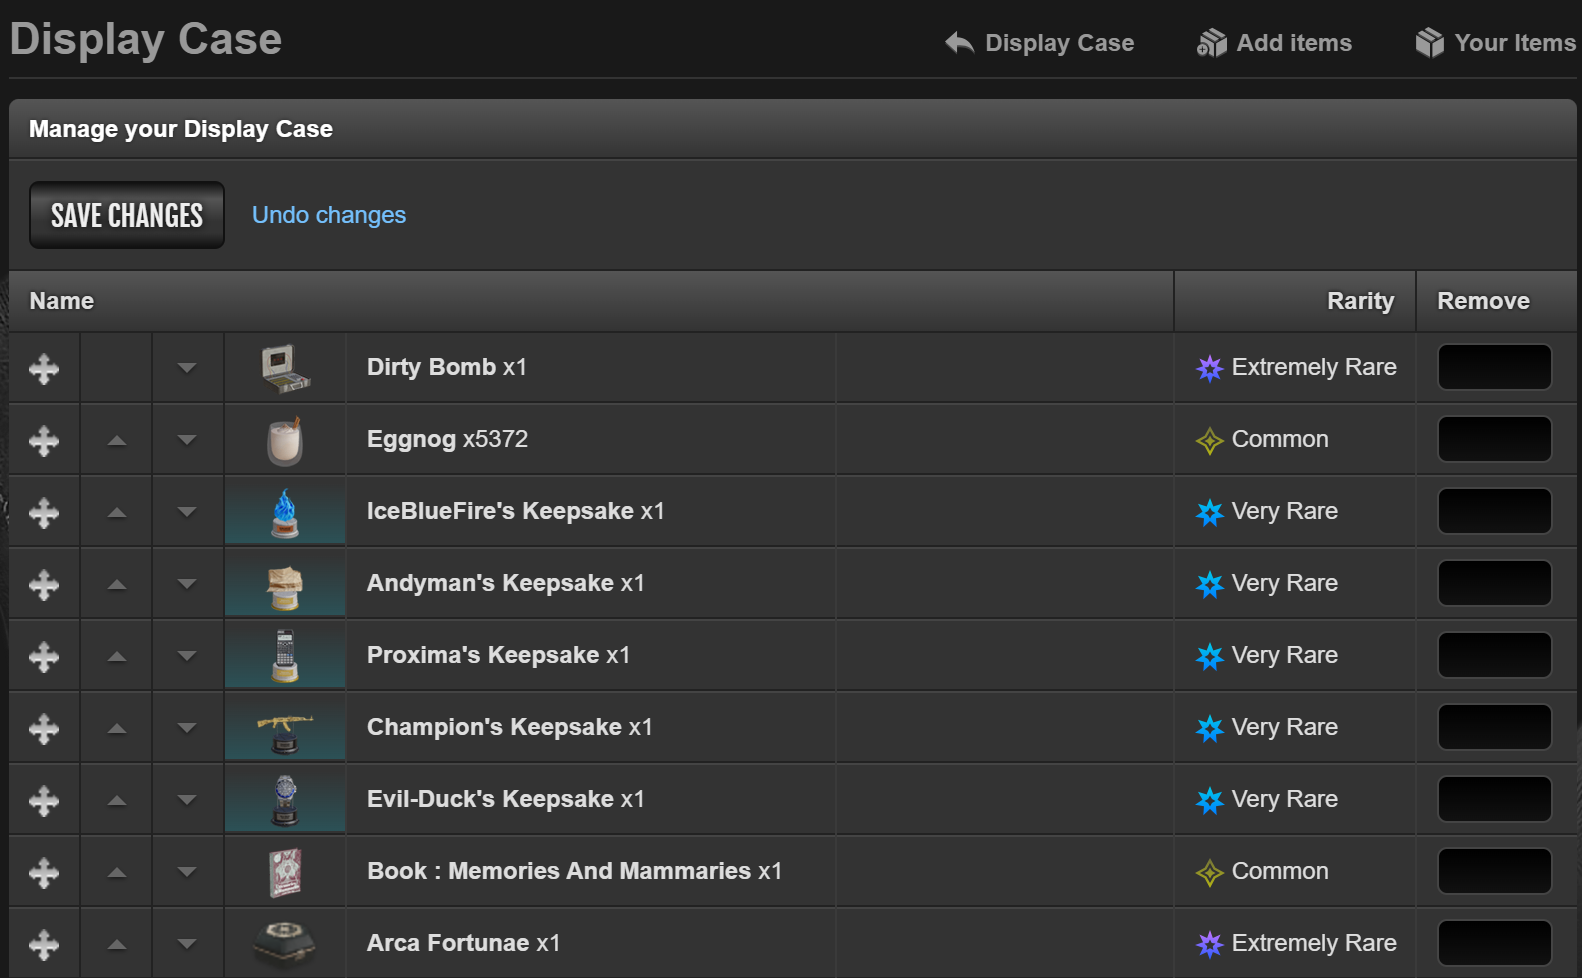 Display Case
Display Case
Add items
Your Items
Manage your Display Case
SAVE CHANGES
Undo changes
Name
Rarity
Remove
Dirty Bomb x1
Extremely Rare
Eggnog x5372
Common
IceBlueFire's Keepsake x1
Very Rare
Andyman's Keepsake x1
Very Rare
Proxima's Keepsake x1
Very Rare
Champion's Keepsake x1
Very Rare
Evil-Duck's Keepsake x1
Very Rare
Book : Memories And Mammaries x1
Common
Arca Fortunae x1
Extremely Rare